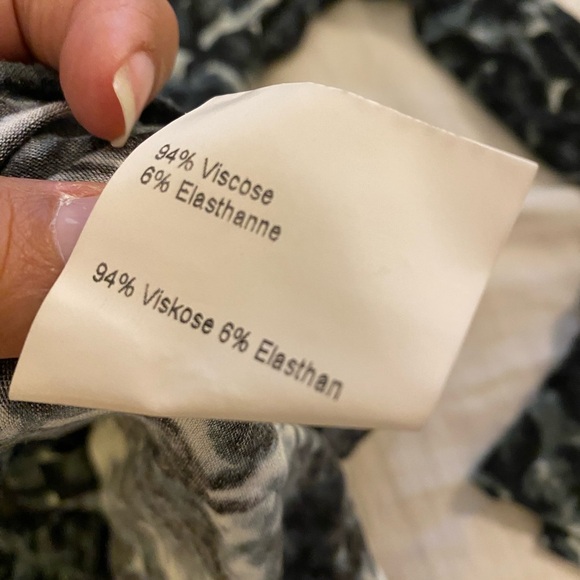 94% Viscose
6% Elasthanne
94% Viskose 6% Elasthan